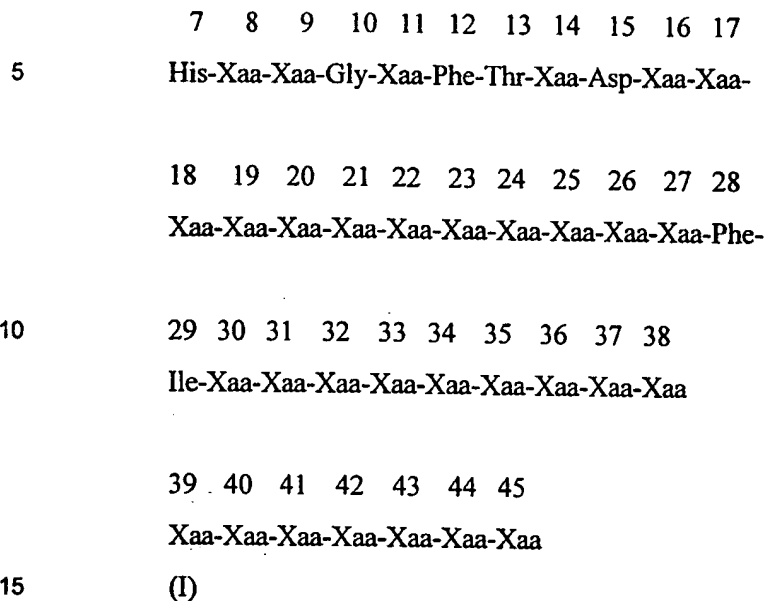 7 8 9 10 11 12 13 14 15 16 17
5 His-Xaa-Xaa-Gly-Xaa-Phe-Thr-Xaa-Asp-Xaa-Xaa-
18 19 20 21 22 23 24 25 26 27 28
Xaa-Xaa-Xaa-Xaa-Xaa-Xaa-Xaa-Xaa-Xaa-Xaa-Phe-
10 29 30 31 32 33 34 35 36 37 38
Ile-Xaa-Xaa-Xaa-Xaa-Xaa-Xaa-Xaa-Xaa-Xaa
39 40 41 42 43 44 45
Xaa-Xaa-Xaa-Xaa-Xaa-Xaa-Xaa
15 (I)